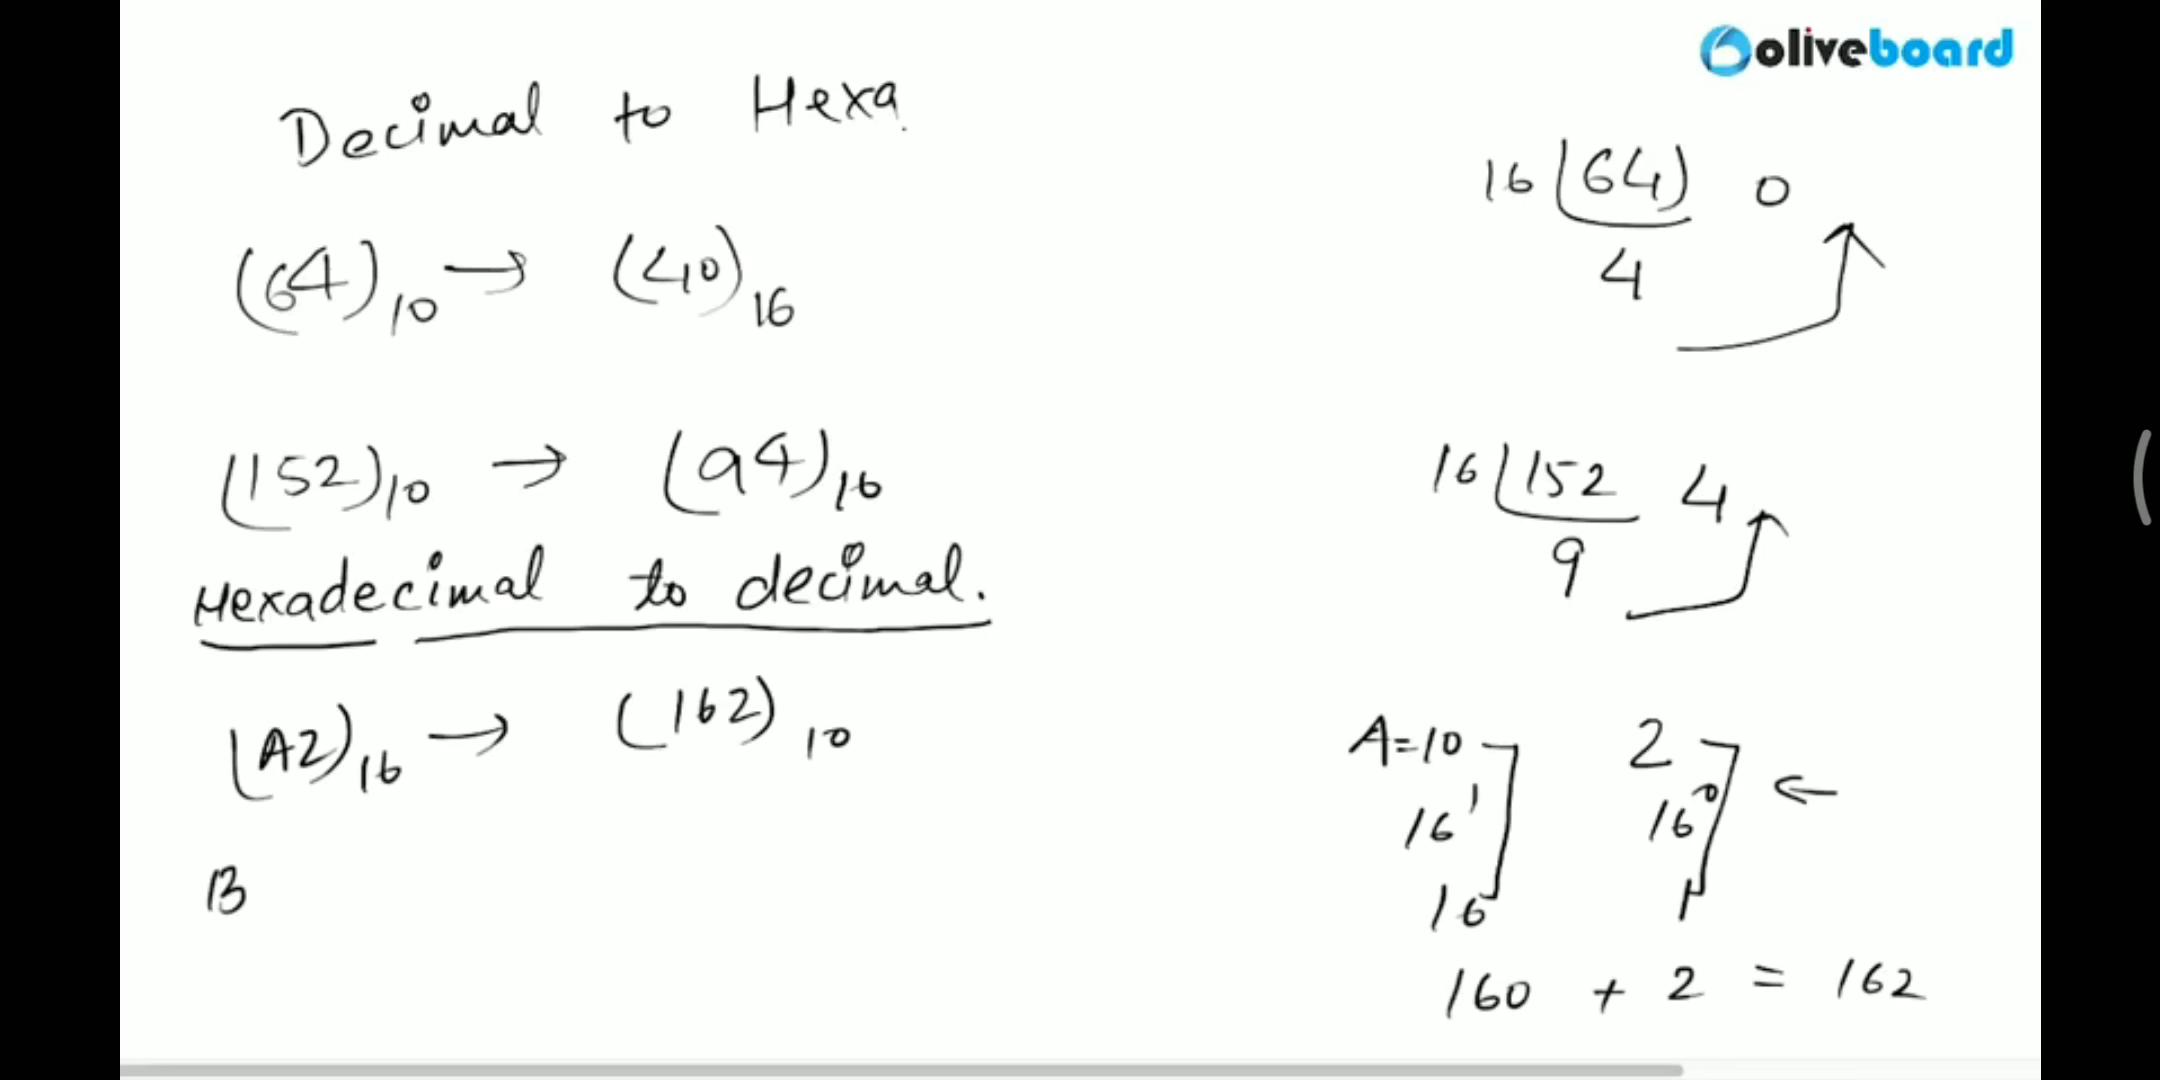 oliveboard
Decimal to Hexa.
(64)₁₀ → (40)₁₆
16 64 0
4
(152)₁₀ → (94)₁₆
16 152 4
9
Hexadecimal to decimal.
(A2)₁₆ → (162)₁₀
A=10 2
16¹ 16⁰
16 1
B
160 + 2 = 162